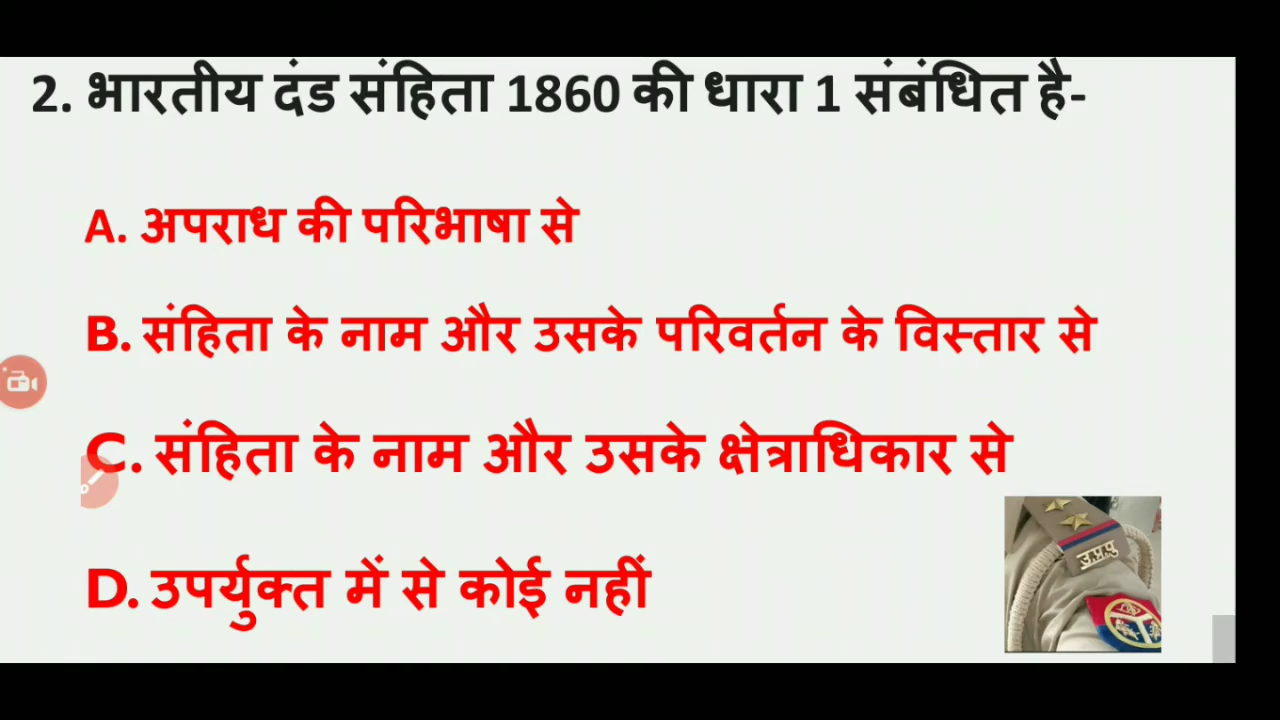 2. भारतीय दंड संहिता 1860 की धारा 1 संबंधित है-
A. अपराध की परिभाषा से
B. संहिता के नाम और उसके परिवर्तन के विस्तार से
C. संहिता के नाम और उसके क्षेत्राधिकार से
D. उपर्युक्त में से कोई नहीं
उ.प्र.पु.